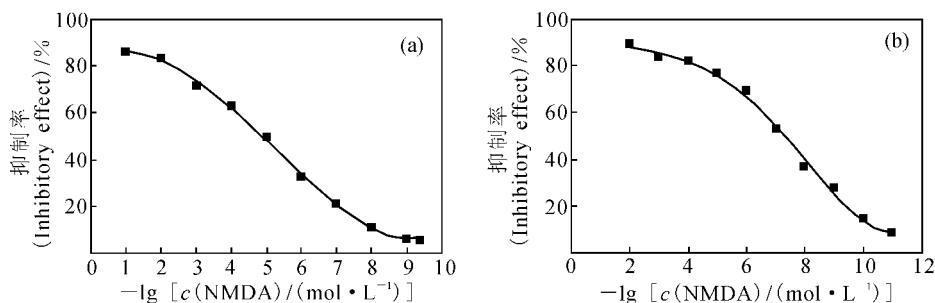 抑制率
(Inhibitory effect)/%
100
80
60
40
20
0 1 2 3 4 5 6 7 8 9 10
(a)
−lg [c(NMDA)/(mol·L⁻¹)]
抑制率
(Inhibitory effect)/%
100
80
60
40
20
0 2 4 6 8 10 12
(b)
−lg [c(NMDA)/(mol·L ¹)]